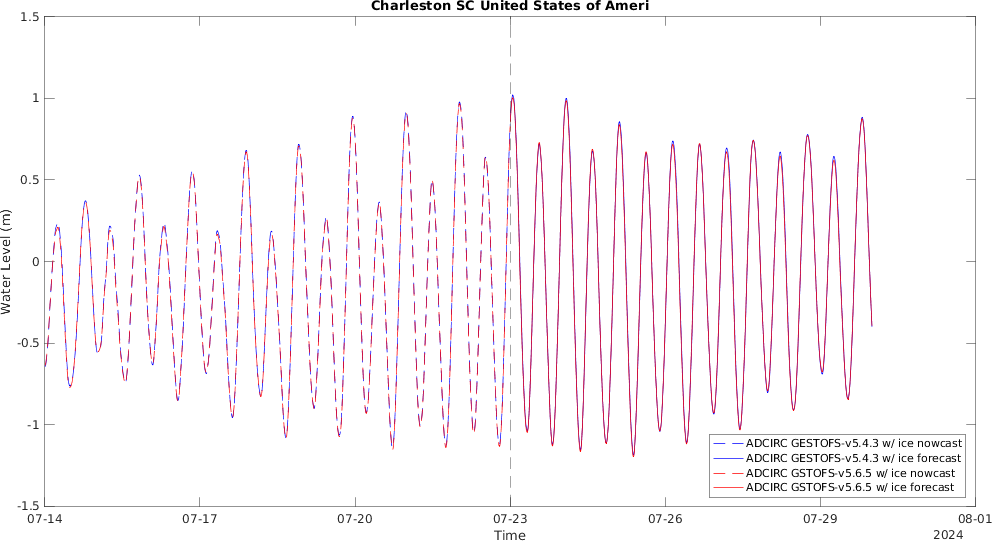 Charleston SC United States of Ameri
1.5
1
0.5
0
-0.5
-1
-1.5
Water Level (m)
07-14
07-17
07-20
07-23
07-26
07-29
08-01
Time
2024
ADCIRC GESTOFS-v5.4.3 w/ ice nowcast
ADCIRC GESTOFS-v5.4.3 w/ ice forecast
ADCIRC GSTOFS-v5.6.5 w/ ice nowcast
ADCIRC GSTOFS-v5.6.5 w/ ice forecast